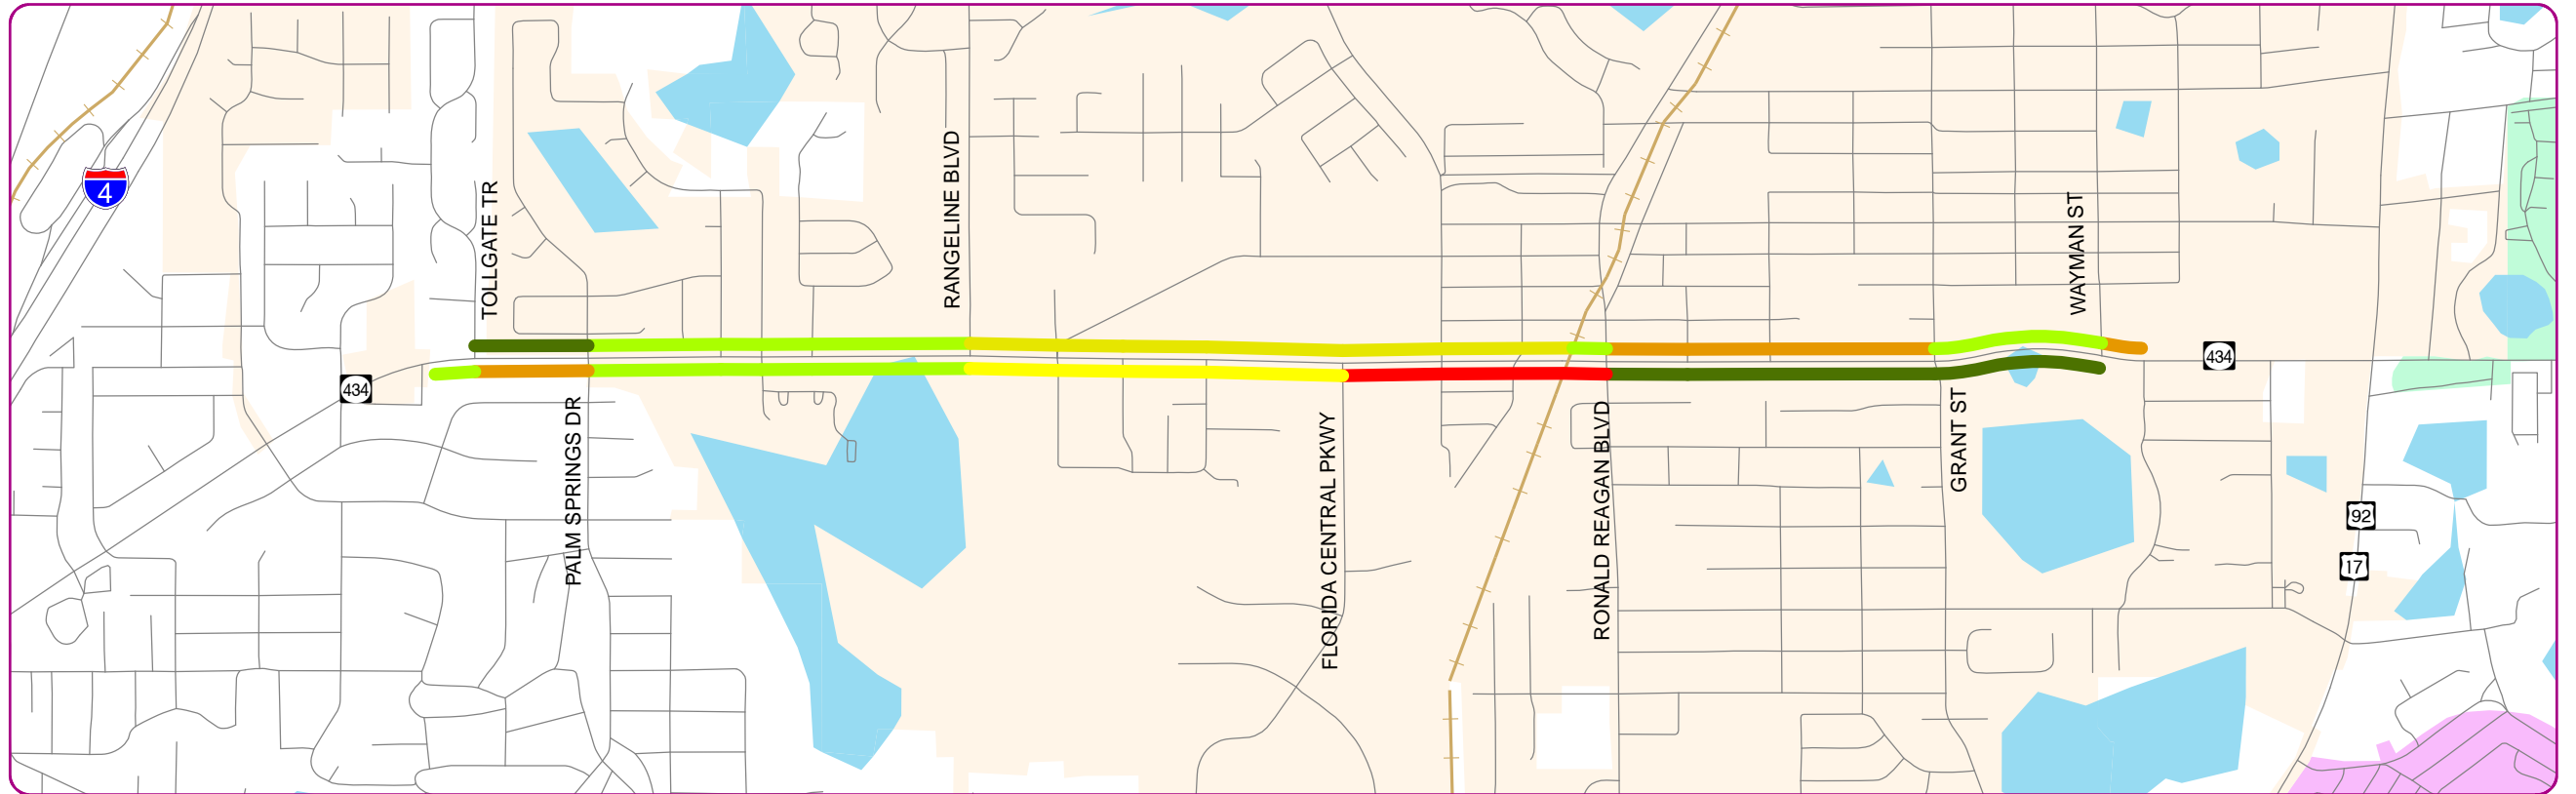 4
TOLLGATE TR
RANGELINE BLVD
WAYMAN ST
434
434
PALM SPRINGS DR
FLORIDA CENTRAL PKWY
RONALD REAGAN BLVD
GRANT ST
92
17